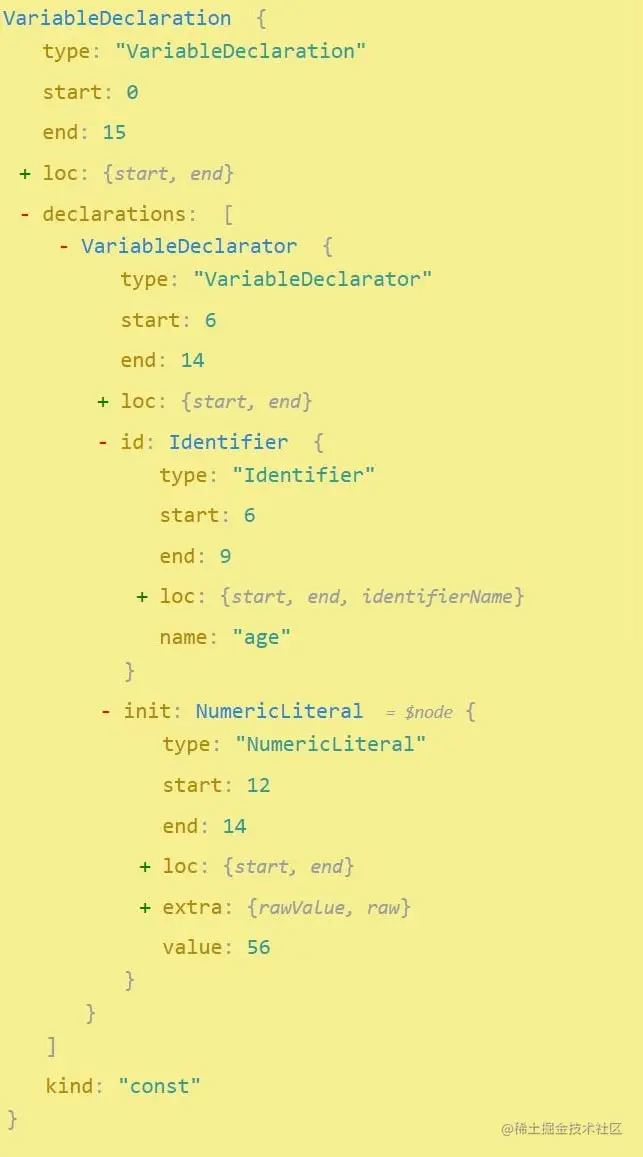 VariableDeclaration {
type: "VariableDeclaration"
start: 0
end: 15
+ loc: {start, end}
- declarations: [
- VariableDeclarator {
type: "VariableDeclarator"
start: 6
end: 14
+ loc: {start, end}
- id: Identifier {
type: "Identifier"
start: 6
end: 9
+ loc: {start, end, identifierName}
name: "age"
}
- init: NumericLiteral = $node {
type: "NumericLiteral"
start: 12
end: 14
+ loc: {start, end}
+ extra: {rawValue, raw}
value: 56
}
}
]
kind: "const"
}
@稀土掘金技术社区